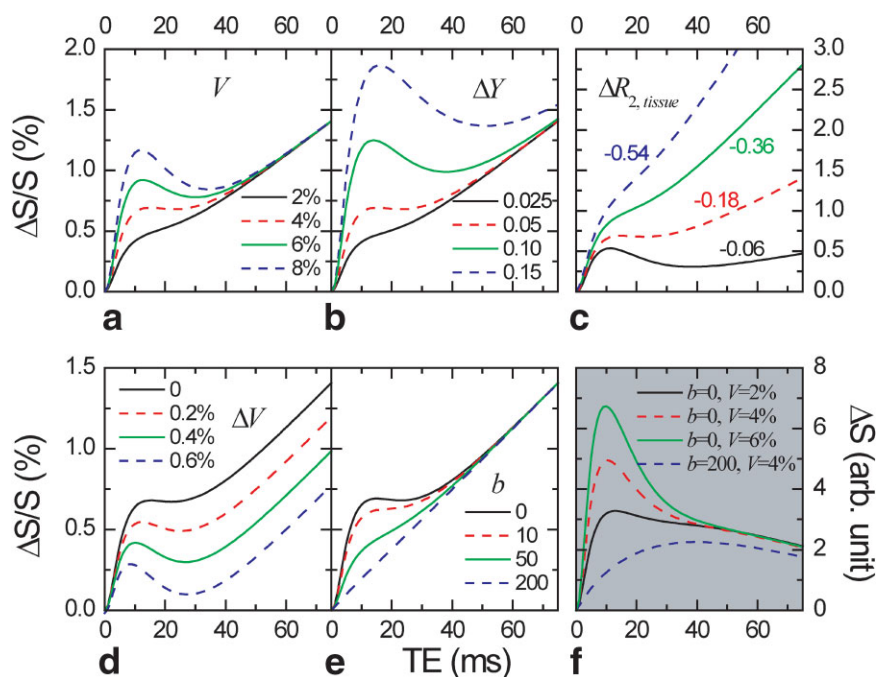 0 20 40 60
0 20 40 60
0 20 40 60
ΔS/S (%)
2.0
1.5
1.0
0.5
0.0
V
2%
4%
6%
8%
a
ΔY
0.025
0.05
0.10
0.15
b
ΔR2, tissue
-0.54
-0.36
-0.18
-0.06
c
3.0
2.5
2.0
1.5
1.0
0.5
0.0
ΔS/S (%)
1.5
1.0
0.5
0.0
0
0.2%
0.4%
0.6%
ΔV
0 20 40 60
d
b
0
10
50
200
0 20 40 60
e
TE (ms)
b=0, V=2%
b=0, V=4%
b=0, V=6%
b=200, V=4%
0 20 40 60
f
8
6
4
2
0
ΔS (arb. unit)